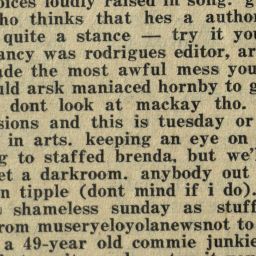 oices loudly raised in song. g
ho thinks that hes a author
quite a stance — try it you
ancy was rodrigues editor, ar
ude the most awful mess you
uld arsk maniaced hornby to g
dont look at mackay tho.
sions and this is tuesday or
in arts. keeping an eye on
g to staffed brenda, but we'l
et a darkroom. anybody out
n tipple (dont mind if i do).
shameless sunday as stuff
rom museryeloyolanewsnot to
a 49-year old commie junkie